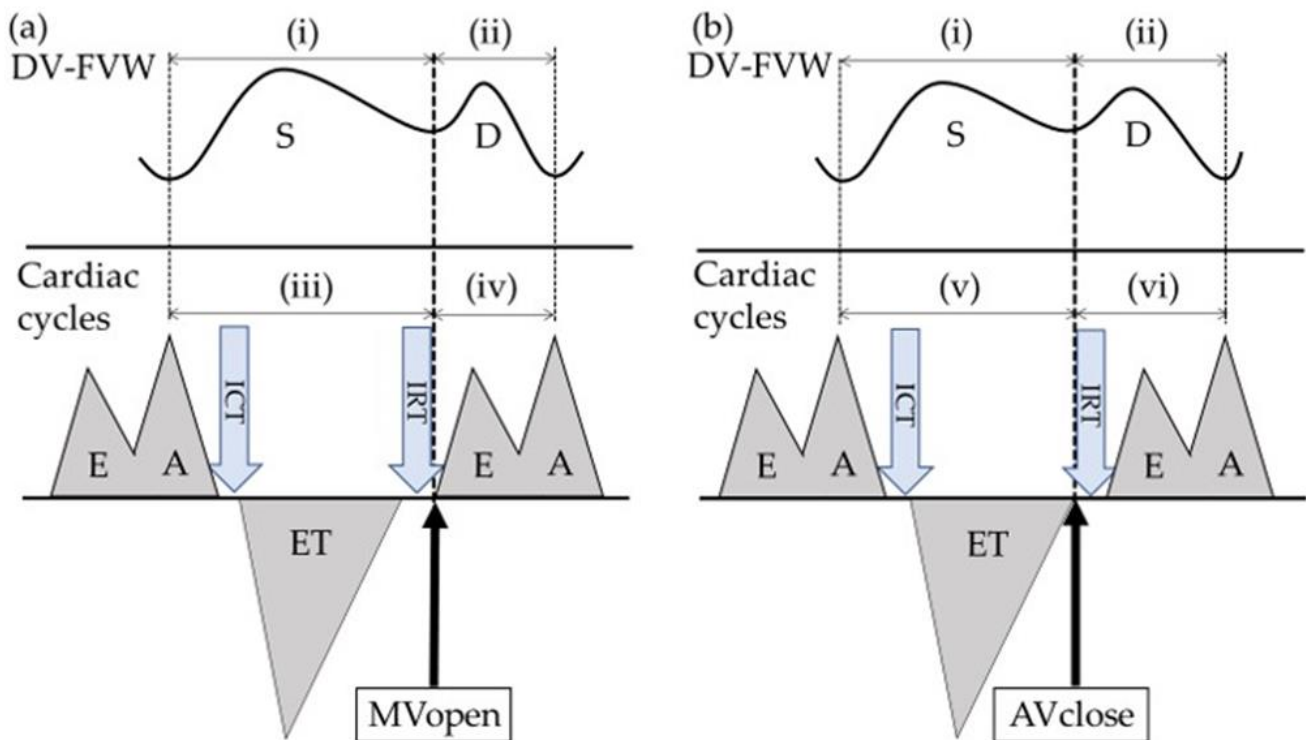 (a)
DV-FVW
(i)
(ii)
S
D
Cardiac
cycles
(iii)
(iv)
ICT
IRT
E
A
E
A
ET
MVopen
(b)
DV-FVW
(i)
(ii)
S
D
Cardiac
cycles
(v)
(vi)
ICT
IRT
E
A
E
A
ET
AVclose